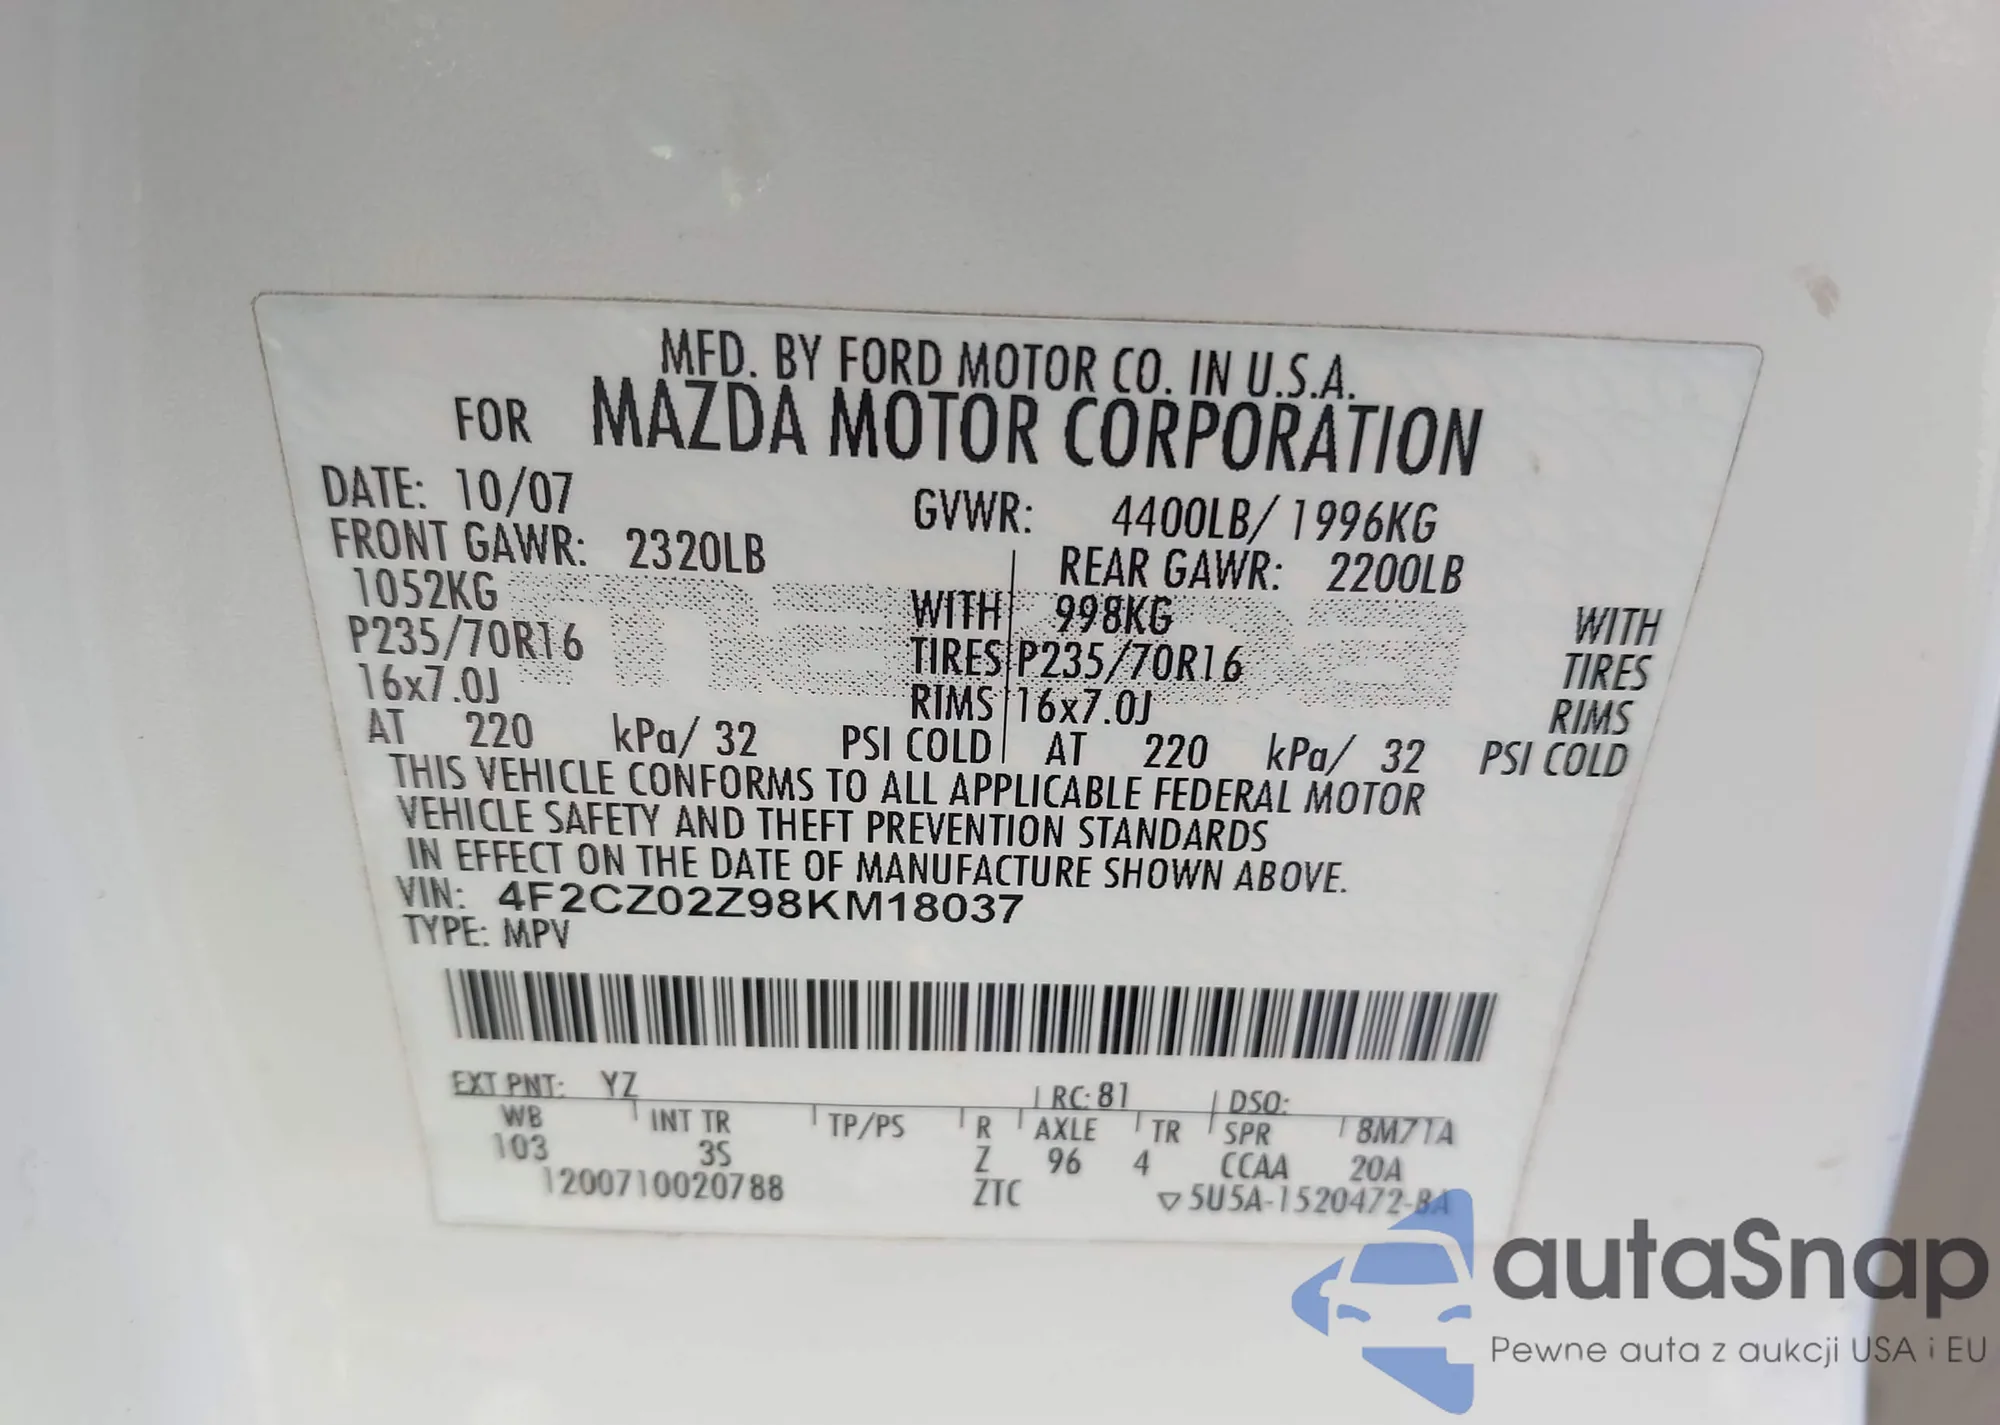 MFD. BY FORD MOTOR CO. IN U.S.A.
FOR MAZDA MOTOR CORPORATION
DATE: 10/07 GVWR: 4400LB/ 1996KG
FRONT GAWR: 2320LB REAR GAWR: 2200LB
1052KG WITH 998KG WITH
P235/70R16 TIRES P235/70R16 TIRES
16x7.0J RIMS 16x7.0J RIMS
AT 220 kPa/ 32 PSI COLD AT 220 kPa/ 32 PSI COLD
THIS VEHICLE CONFORMS TO ALL APPLICABLE FEDERAL MOTOR
VEHICLE SAFETY AND THEFT PREVENTION STANDARDS
IN EFFECT ON THE DATE OF MANUFACTURE SHOWN ABOVE.
VIN: 4F2CZ02Z98KM18037
TYPE: MPV
EXT PNT: YZ RC: 81 DSO:
WB INT TR TP/PS R AXLE TR SPR 8M71A
103 3S Z 96 4 CCAA 20A
1200710020788 ZTC ▽5U5A-1520472-BA
autaSnap
Pewne auta z aukcji USA i EU